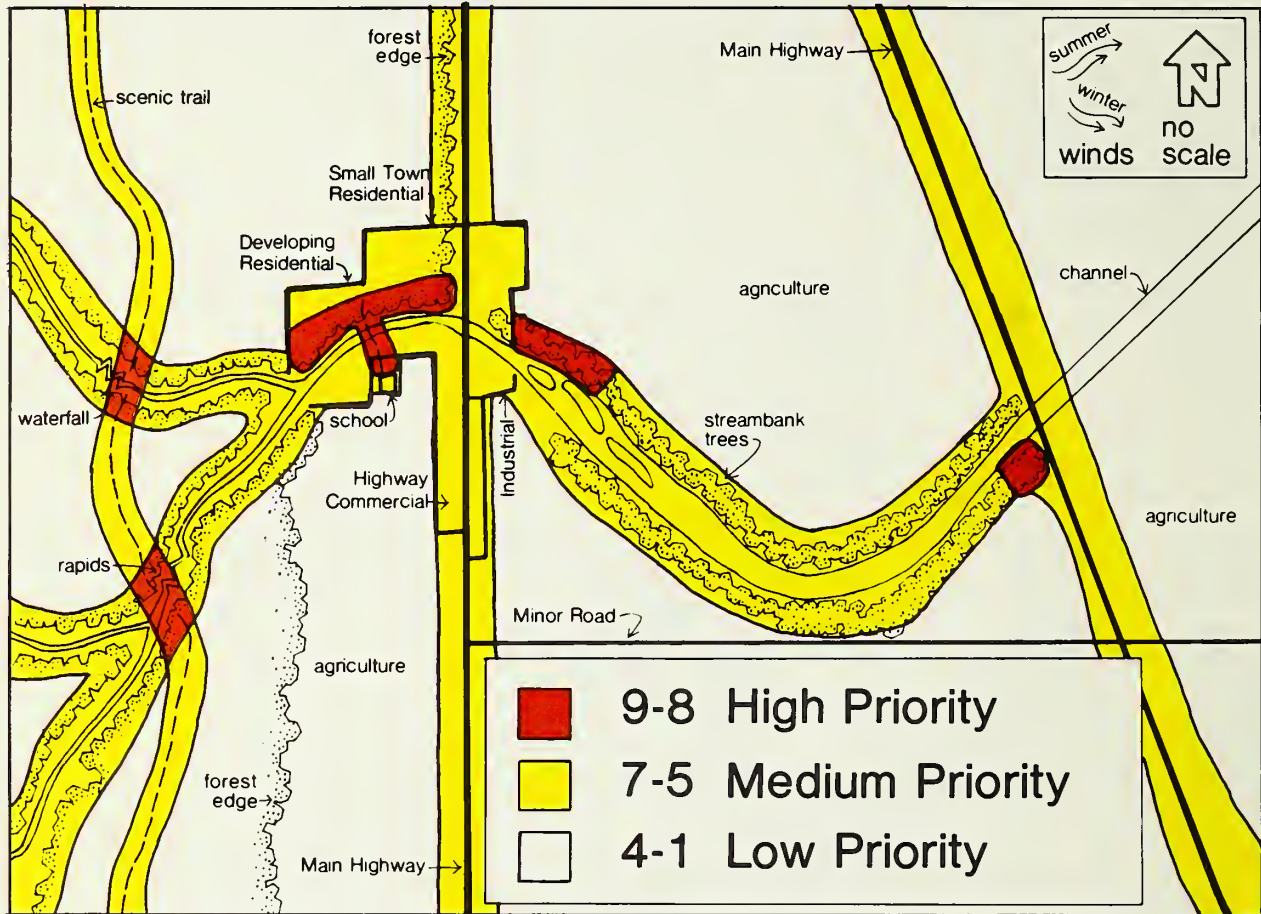 forest
edge
Main Highway
summer
winter
winds
no
scale
N
scenic trail
Small Town
Residential
Developing
Residential
agriculture
channel
waterfall
school
Highway
Commercial
Industrial
streambank
trees
agriculture
rapids
Minor Road
agriculture
forest
edge
Main Highway
9-8 High Priority
7-5 Medium Priority
4-1 Low Priority